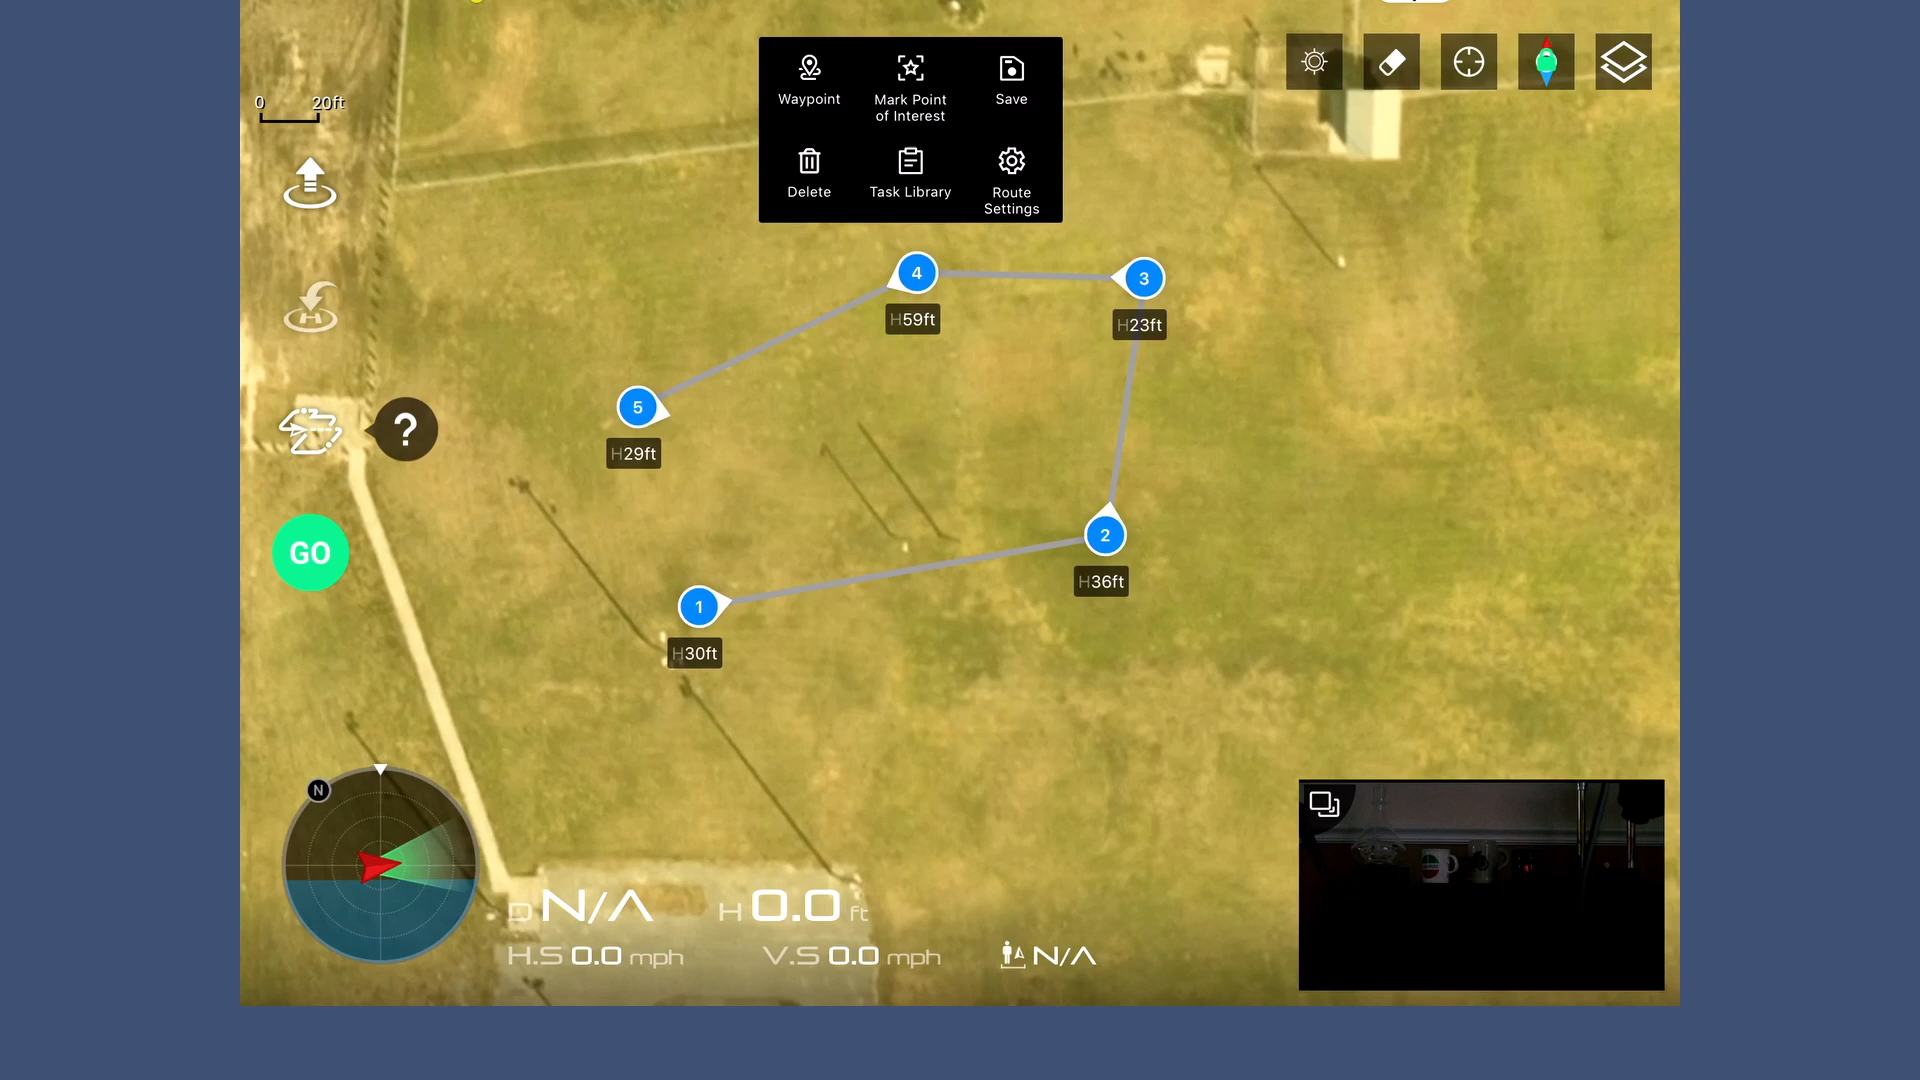 0 20ft
Waypoint
Mark Point
of Interest
Save
Delete
Task Library
Route
Settings
4
H59ft
3
H23ft
5
H29ft
?
2
H36ft
GO
1
H30ft
N
D N/A H 0.0 ft
H.S 0.0 mph V.S 0.0 mph N/A